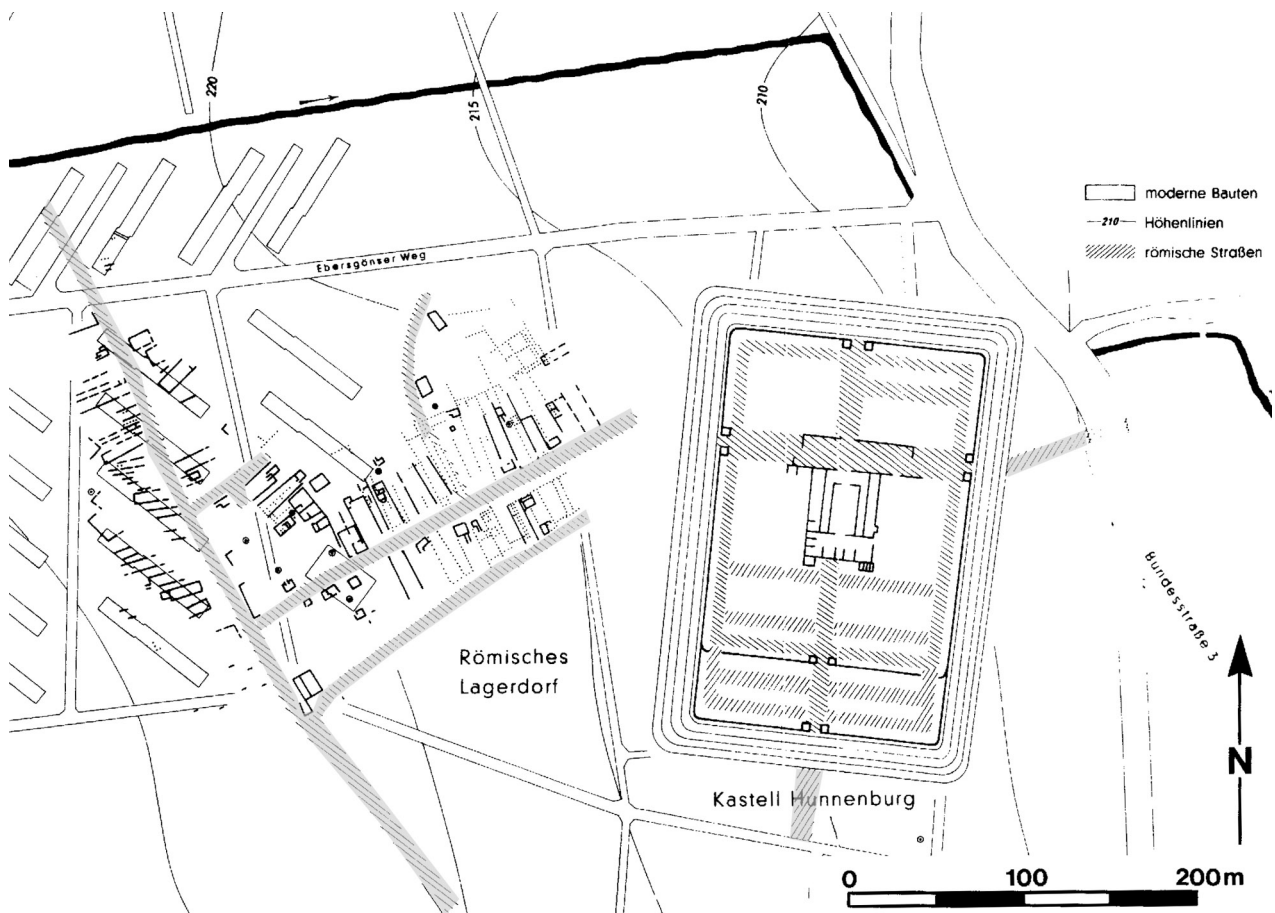 220
215
210
moderne Bauten
-210- Höhenlinien
römische Straßen
Ebersgönser Weg
Römisches
Lagerdorf
Bundesstraße 3
Kastell Hunnenburg
N
0 100 200m